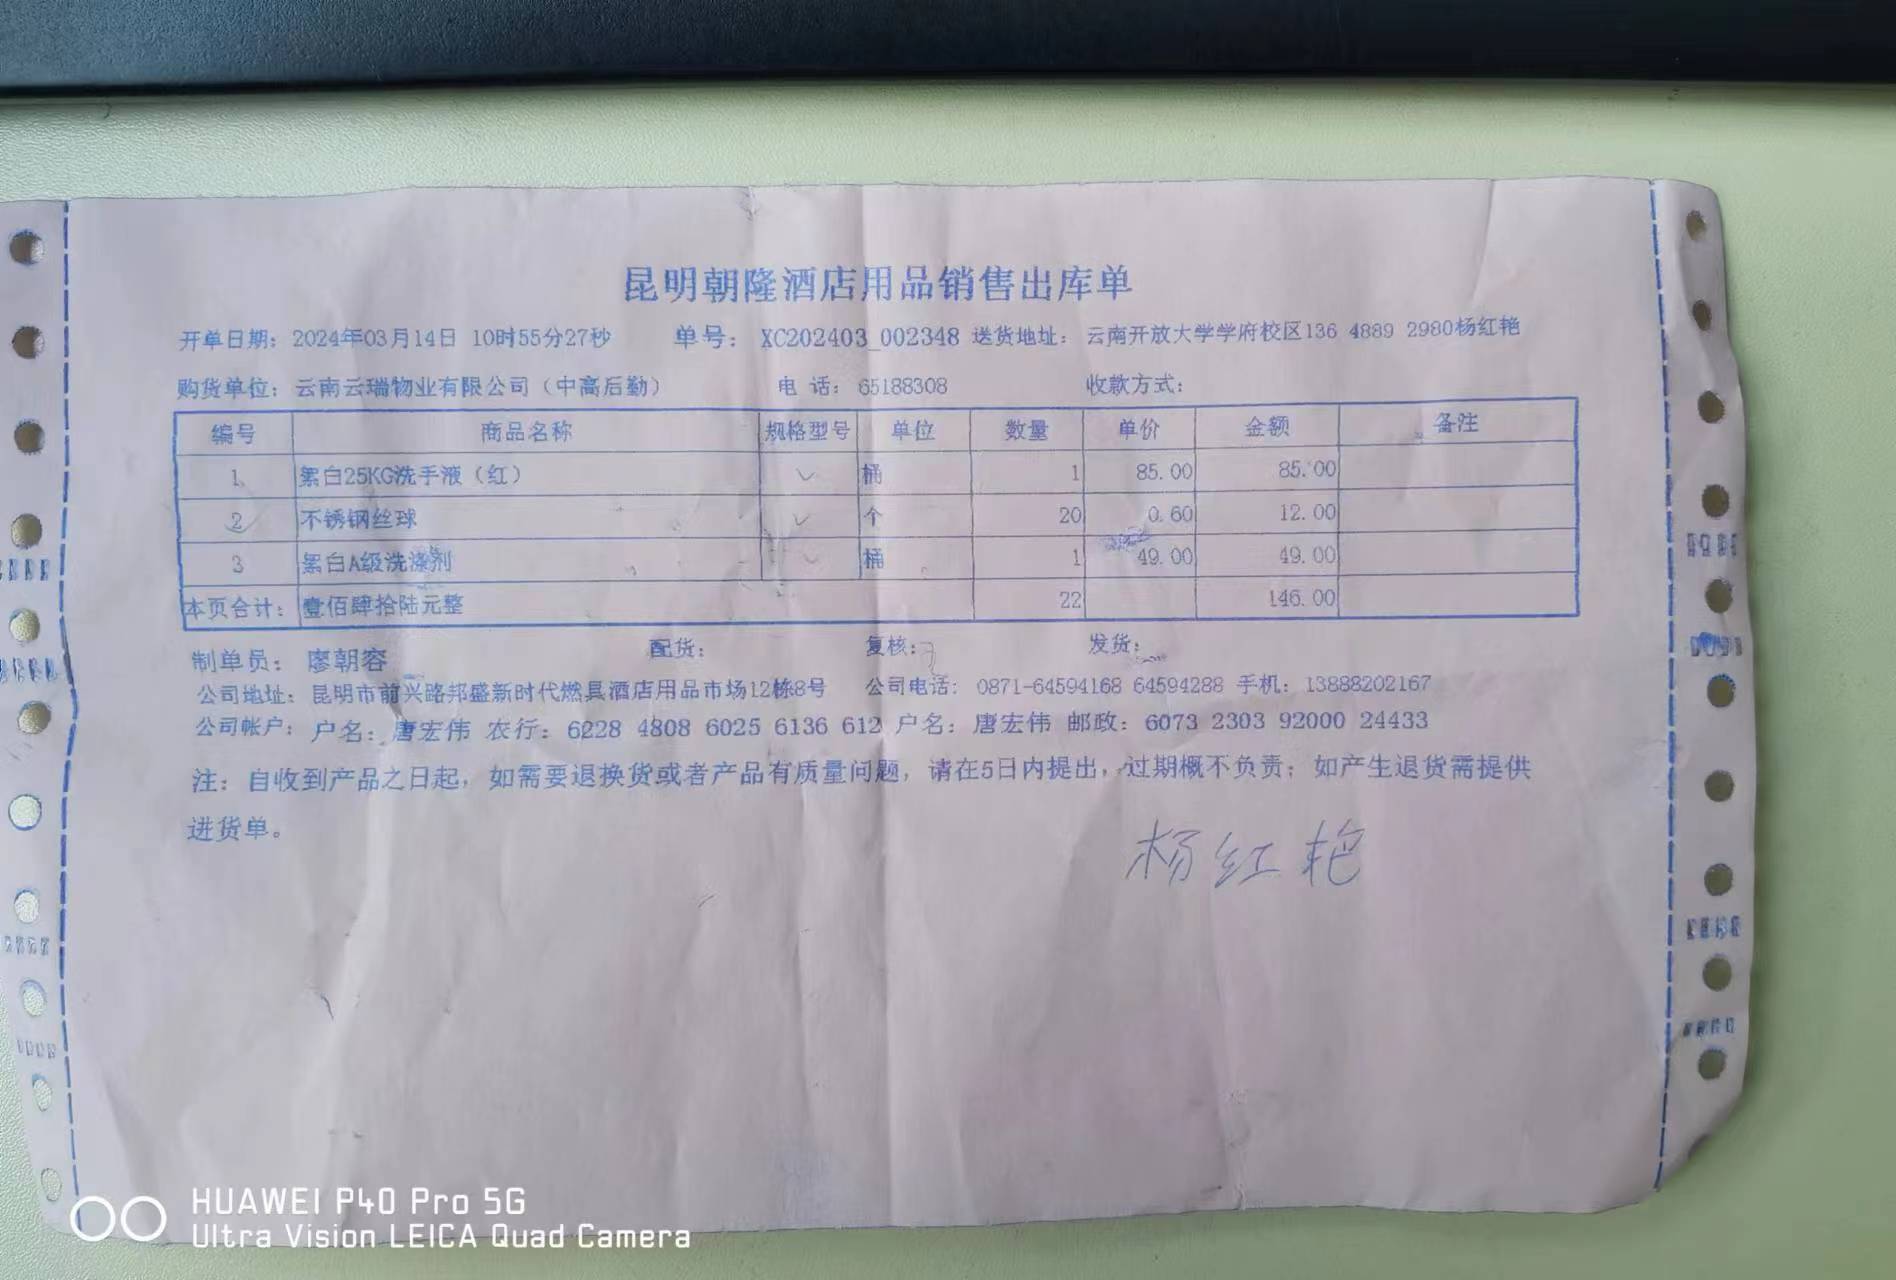 昆明朝隆酒店用品销售出库单
开单日期: 2024年03月14日 10时55分27秒 单号: XC202403_002348 送货地址: 云南开放大学学府校区136 4889 2980杨红艳
购货单位: 云南云瑞物业有限公司（中高后勤） 电 话: 65188308 收款方式:
编号 商品名称 规格型号 单位 数量 单价 金额 备注
1 黑白25KG洗手液（红） 桶 1 85.00 85.00
2 不锈钢丝球 个 20 0.60 12.00
3 黑白A级洗涤剂 桶 1 49.00 49.00
本页合计: 壹佰肆拾陆元整 22 146.00
制单员: 廖朝容 配货: 复核: 发货:
公司地址: 昆明市前兴路邦盛新时代燃具酒店用品市场12栋8号 公司电话: 0871-64594168 64594288 手机: 13888202167
公司帐户: 户名: 唐宏伟 农行: 6228 4808 6025 6136 612 户名: 唐宏伟 邮政: 6073 2303 92000 24433
注: 自收到产品之日起, 如需要退换货或者产品有质量问题, 请在5日内提出, 过期概不负责; 如产生退货需提供
进货单。
杨红艳
HUAWEI P40 Pro 5G
Ultra Vision LEICA Quad Camera